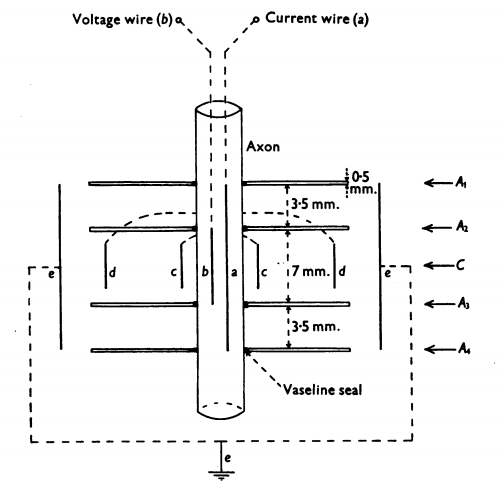 Voltage wire (b)
Current wire (a)
Axon
0·5
mm.
A₁
3·5 mm.
A₂
e
d
c
b
a
c
d
e
7 mm.
C
3·5 mm.
A₃
A₄
Vaseline seal
e